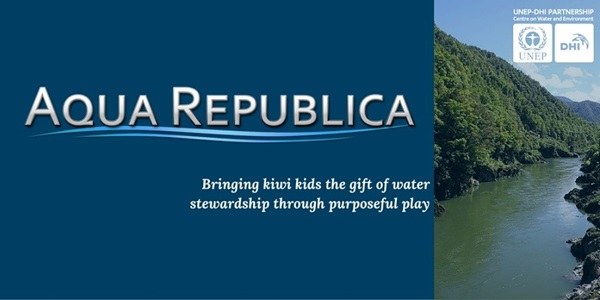 UNEP-DHI PARTNERSHIP
Centre on Water and Environment
UNEP
DHI
AQUA REPUBLICA
Bringing kiwi kids the gift of water
stewardship through purposeful play